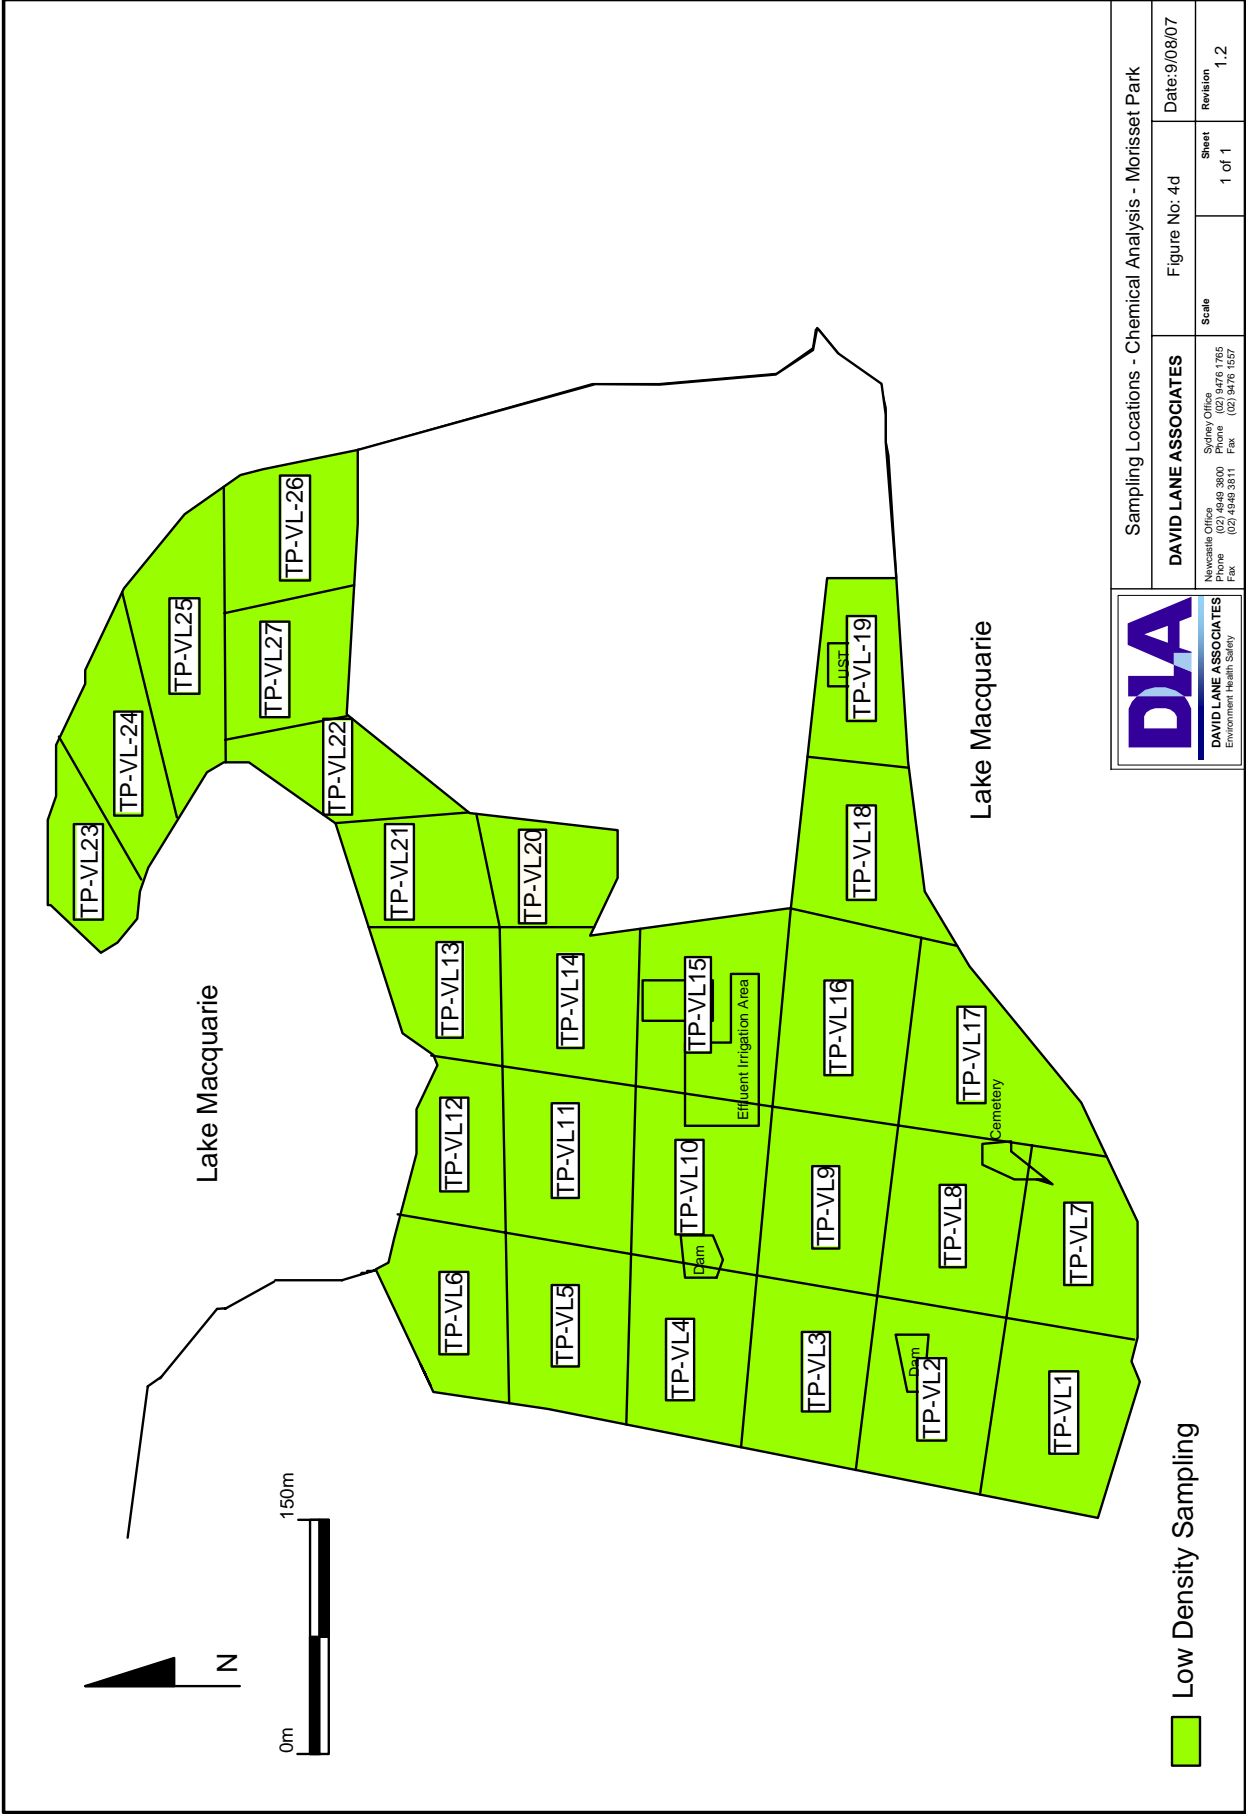 Lake Macquarie
TP-VL23
TP-VL-24
TP-VL25
TP-VL-26
TP-VL27
TP-VL22
TP-VL21
TP-VL20
TP-VL6
TP-VL12
TP-VL13
TP-VL5
TP-VL11
TP-VL14
TP-VL4
Dam
TP-VL10
TP-VL15
Effluent Irrigation Area
TP-VL3
TP-VL9
TP-VL16
TP-VL18
UST
TP-VL-19
Dam
TP-VL2
TP-VL8
TP-VL17
Cemetery
TP-VL1
TP-VL7
Lake Macquarie
N
0m
150m
Low Density Sampling
DLA
DAVID LANE ASSOCIATES
Environment Health Safety
Sampling Locations - Chemical Analysis - Morisset Park
DAVID LANE ASSOCIATES
Figure No: 4d
Date:9/08/07
Newcastle Office
Phone (02) 4949 3800
Fax (02) 4949 3811
Sydney Office
Phone (02) 9476 1765
Fax (02) 9476 1557
Scale
Sheet
1 of 1
Revision
1.2